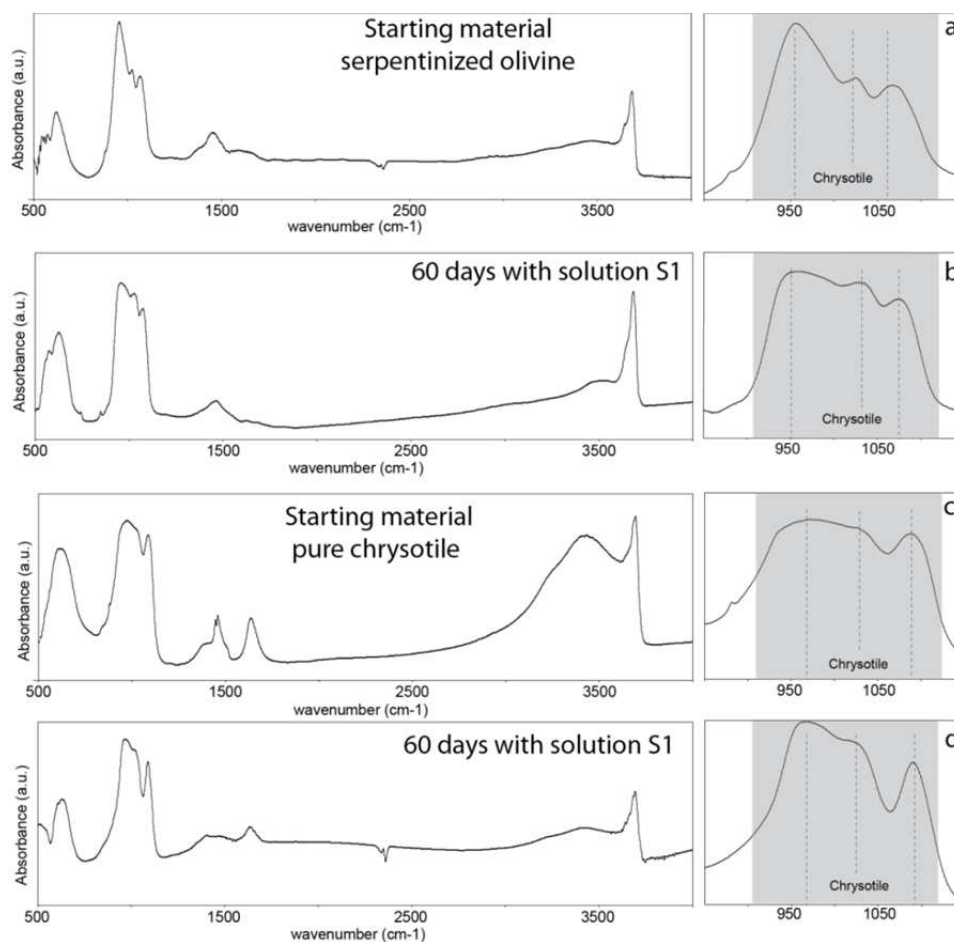 Starting material
serpentinized olivine
Absorbance (a.u.)
500 1500 2500 3500
wavenumber (cm-1)
a
Chrysotile
950 1050
60 days with solution S1
Absorbance (a.u.)
500 1500 2500 3500
wavenumber (cm-1)
b
Chrysotile
950 1050
Starting material
pure chrysotile
Absorbance (a.u.)
500 1500 2500 3500
wavenumber (cm-1)
c
Chrysotile
950 1050
60 days with solution S1
Absorbance (a.u.)
500 1500 2500 3500
wavenumber (cm-1)
d
Chrysotile
950 1050